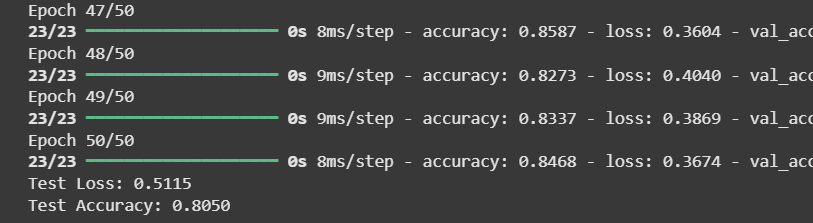 Epoch 47/50
23/23 ━━━━━━━━━━━━━━━━━━━━ 0s 8ms/step - accuracy: 0.8587 - loss: 0.3604 - val_acc
Epoch 48/50
23/23 ━━━━━━━━━━━━━━━━━━━━ 0s 9ms/step - accuracy: 0.8273 - loss: 0.4040 - val_acc
Epoch 49/50
23/23 ━━━━━━━━━━━━━━━━━━━━ 0s 9ms/step - accuracy: 0.8337 - loss: 0.3869 - val_acc
Epoch 50/50
23/23 ━━━━━━━━━━━━━━━━━━━━ 0s 8ms/step - accuracy: 0.8468 - loss: 0.3674 - val_acc
Test Loss: 0.5115
Test Accuracy: 0.8050